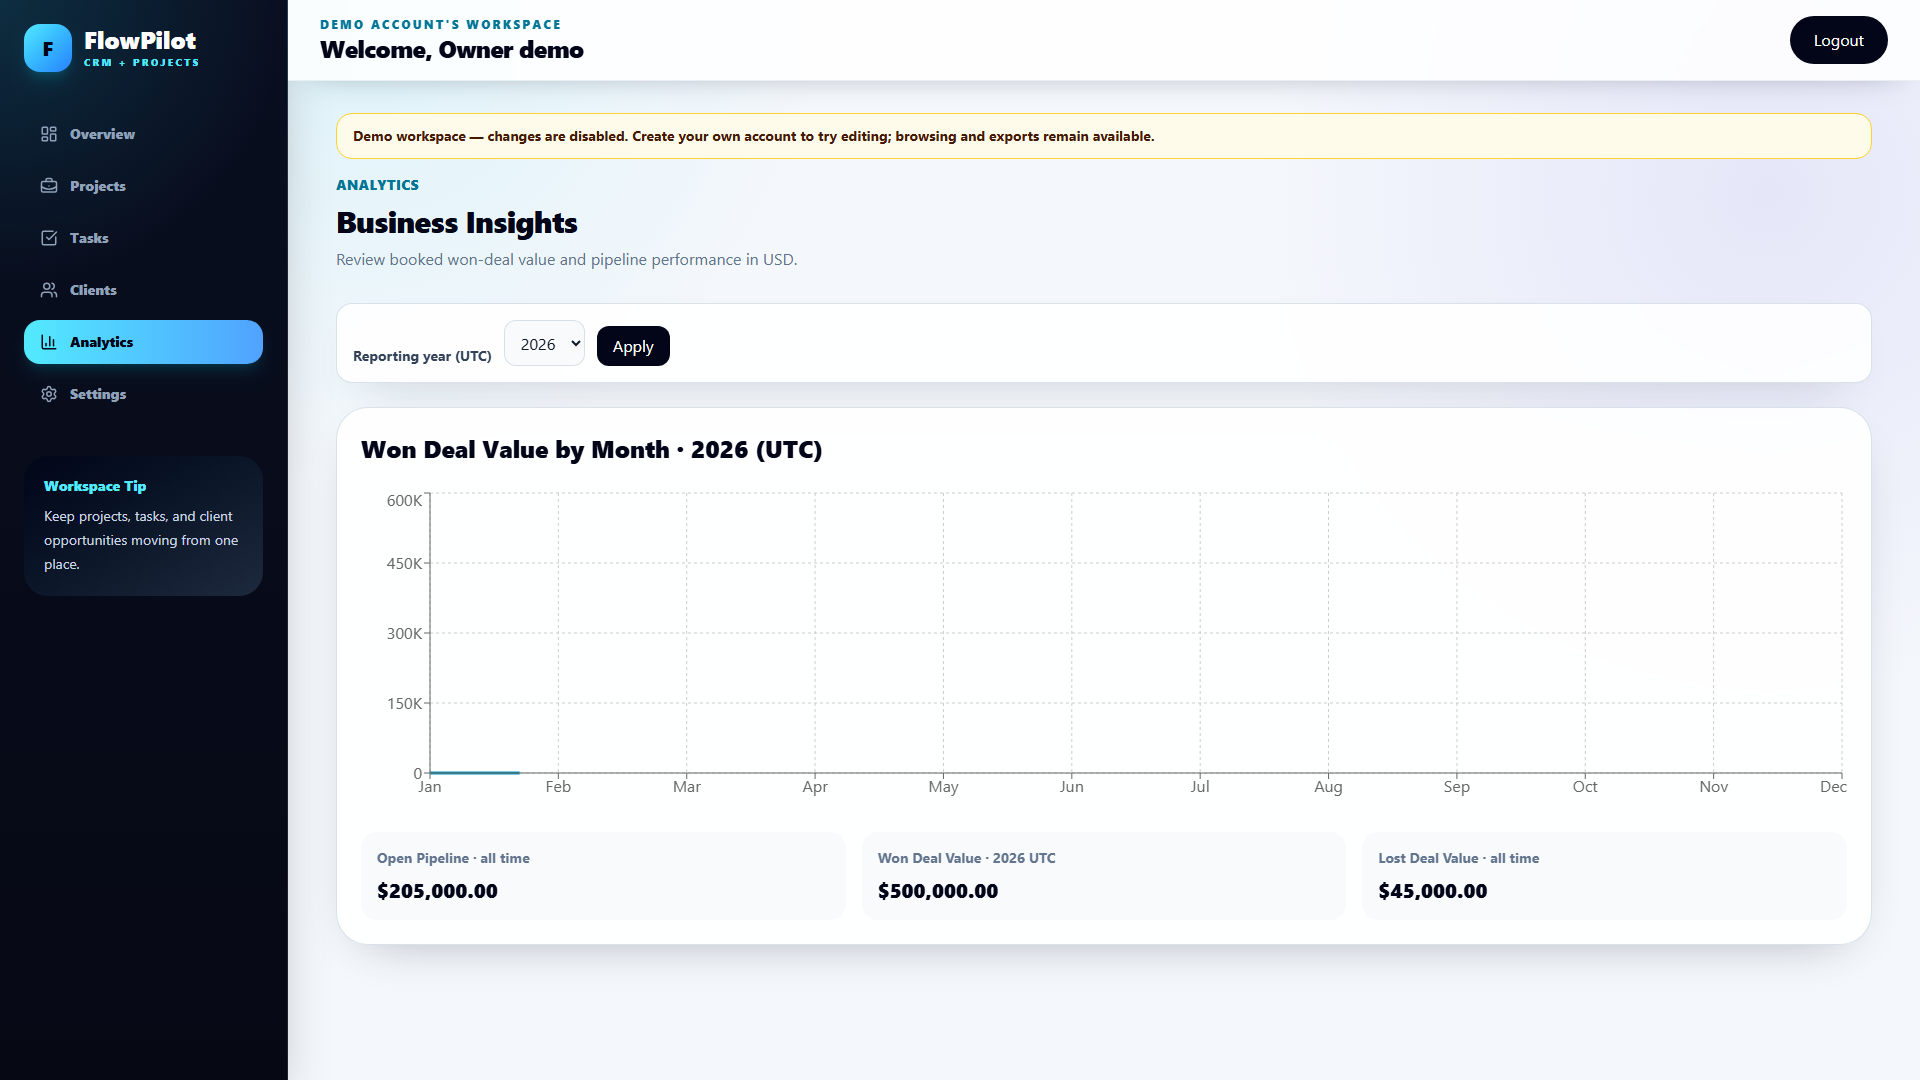 F
FlowPilot
CRM + PROJECTS
Overview
Projects
Tasks
Clients
Analytics
Settings
Workspace Tip
Keep projects, tasks, and client
opportunities moving from one
place.
DEMO ACCOUNT'S WORKSPACE
Welcome, Owner demo
Logout
Demo workspace — changes are disabled. Create your own account to try editing; browsing and exports remain available.
ANALYTICS
Business Insights
Review booked won-deal value and pipeline performance in USD.
Reporting year (UTC)
2026
Apply
Won Deal Value by Month · 2026 (UTC)
600K
450K
300K
150K
0
Jan Feb Mar Apr May Jun Jul Aug Sep Oct Nov Dec
Open Pipeline · all time
$205,000.00
Won Deal Value · 2026 UTC
$500,000.00
Lost Deal Value · all time
$45,000.00